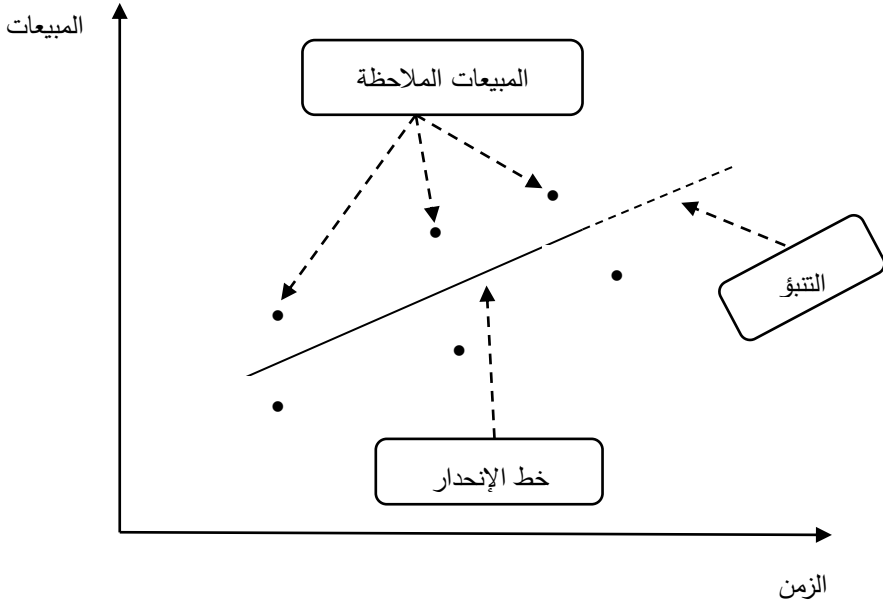 المبيعات
المبيعات الملاحظة
التنبؤ
خط الإنحدار
الزمن